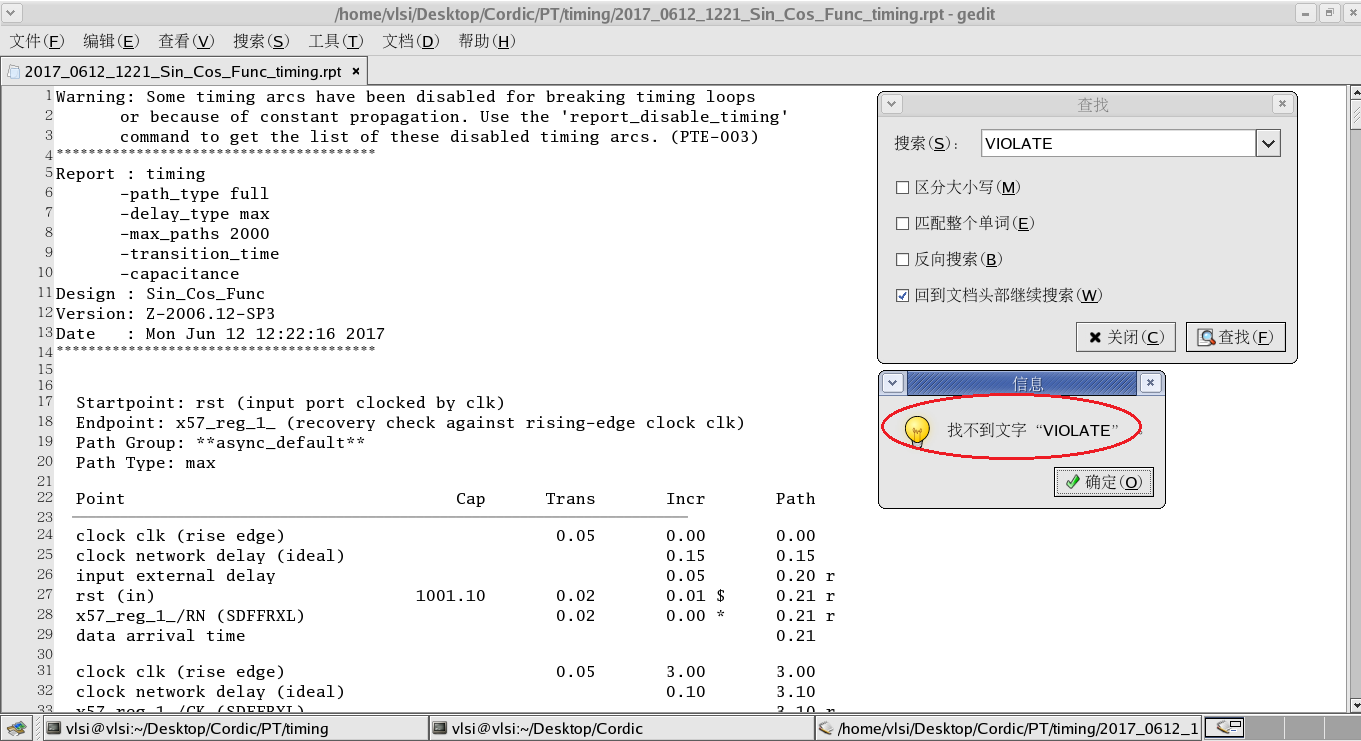 /home/vlsi/Desktop/Cordic/PT/timing/2017_0612_1221_Sin_Cos_Func_timing.rpt - gedit
文件(F) 编辑(E) 查看(V) 搜索(S) 工具(T) 文档(D) 帮助(H)
2017_0612_1221_Sin_Cos_Func_timing.rpt ×
1 Warning: Some timing arcs have been disabled for breaking timing loops
2 or because of constant propagation. Use the 'report_disable_timing'
3 command to get the list of these disabled timing arcs. (PTE-003)
4 ****************************************
5 Report : timing
6 -path_type full
7 -delay_type max
8 -max_paths 2000
9 -transition_time
10 -capacitance
11 Design : Sin_Cos_Func
12 Version: Z-2006.12-SP3
13 Date : Mon Jun 12 12:22:16 2017
14 ****************************************
15
16
17 Startpoint: rst (input port clocked by clk)
18 Endpoint: x57_reg_1_ (recovery check against rising-edge clock clk)
19 Path Group: **async_default**
20 Path Type: max
21
22 Point Cap Trans Incr Path
23
24 clock clk (rise edge) 0.05 0.00 0.00
25 clock network delay (ideal) 0.15 0.15
26 input external delay 0.05 0.20 r
27 rst (in) 1001.10 0.02 0.01 $ 0.21 r
28 x57_reg_1_/RN (SDFFRXL) 0.02 0.00 * 0.21 r
29 data arrival time 0.21
30
31 clock clk (rise edge) 0.05 3.00 3.00
32 clock network delay (ideal) 0.10 3.10
33 x57_reg_1_/CK (SDFFRXL) 3.10 r
查找
搜索(S)： VIOLATE
区分大小写(M)
匹配整个单词(E)
反向搜索(B)
回到文档头部继续搜索(W)
关闭(C) 查找(F)
信息
找不到文字“VIOLATE”
确定(O)
vlsi@vlsi:~/Desktop/Cordic/PT/timing vlsi@vlsi:~/Desktop/Cordic /home/vlsi/Desktop/Cordic/PT/timing/2017_0612_1